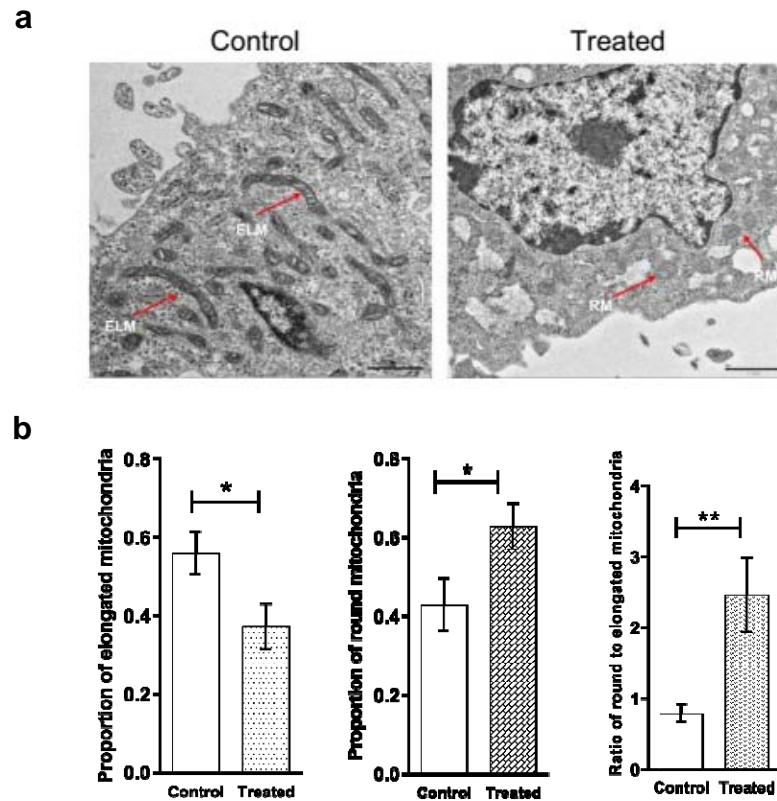 a
Control
Treated
ELM
ELM
RM
RM
b
Proportion of elongated mitochondria
0.8
0.6
0.4
0.2
0.0
*
Control
Treated
Proportion of round mitochondria
0.8
0.6
0.4
0.2
0.0
*
Control
Treated
Ratio of round to elongated mitochondria
4
3
2
1
0
**
Control
Treated